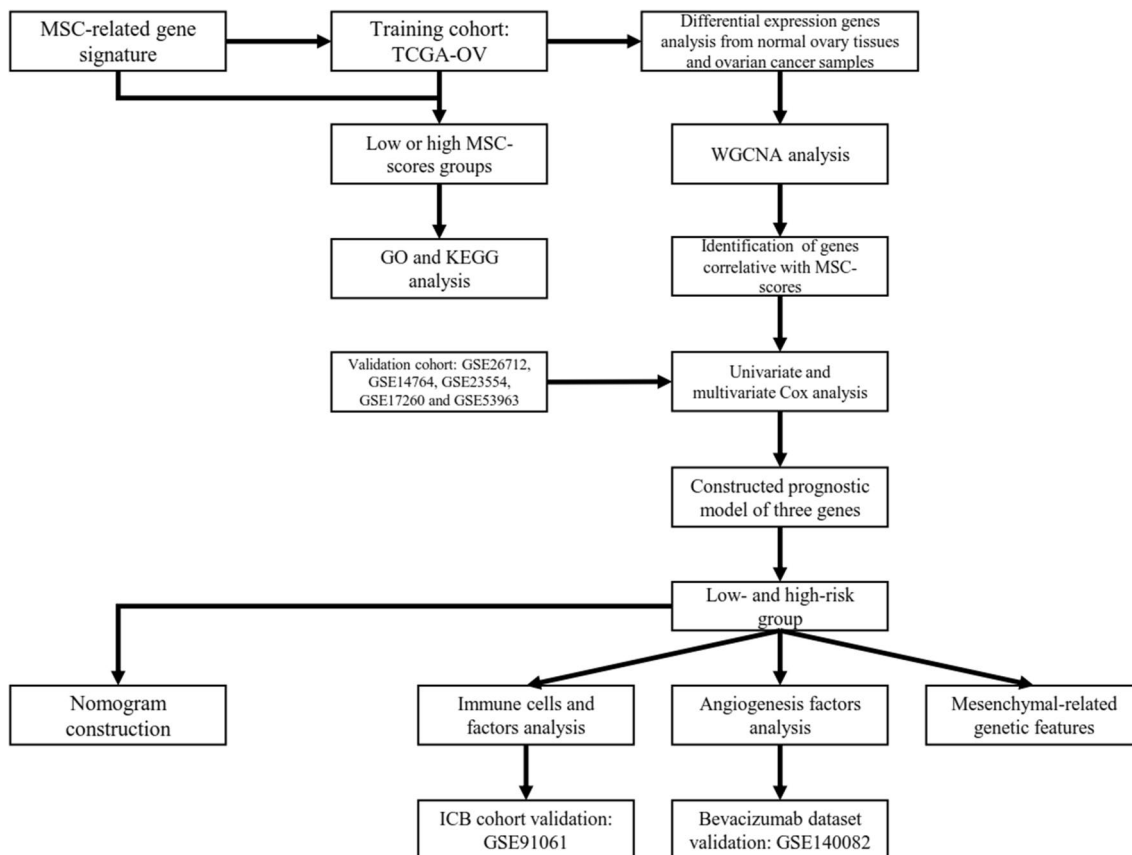 MSC-related gene
signature
Training cohort:
TCGA-OV
Differential expression genes
analysis from normal ovary tissues
and ovarian cancer samples
Low or high MSC-
scores groups
WGCNA analysis
GO and KEGG
analysis
Identification of genes
correlative with MSC-
scores
Validation cohort: GSE26712,
GSE14764, GSE23554,
GSE17260 and GSE53963
Univariate and
multivariate Cox analysis
Constructed prognostic
model of three genes
Low- and high-risk
group
Nomogram
construction
Immune cells and
factors analysis
Angiogenesis factors
analysis
Mesenchymal-related
genetic features
ICB cohort validation:
GSE91061
Bevacizumab dataset
validation: GSE140082